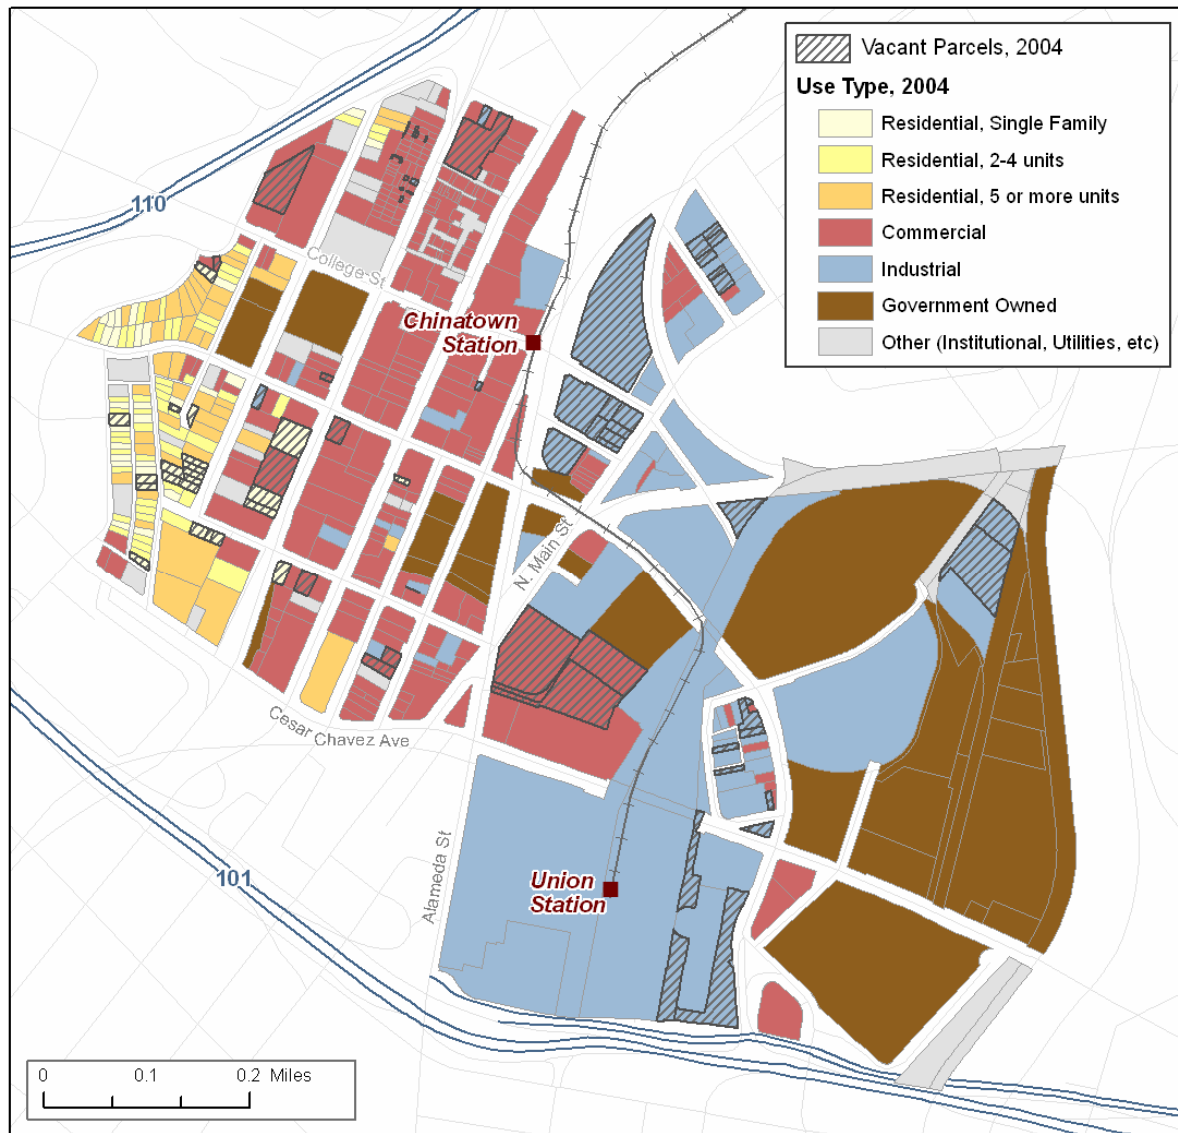 Vacant Parcels, 2004
Use Type, 2004
Residential, Single Family
Residential, 2-4 units
Residential, 5 or more units
Commercial
Industrial
Government Owned
Other (Institutional, Utilities, etc)
110
College St
Chinatown
Station
N. Main St
Cesar Chavez Ave
Alameda St
101
Union
Station
0 0.1 0.2 Miles